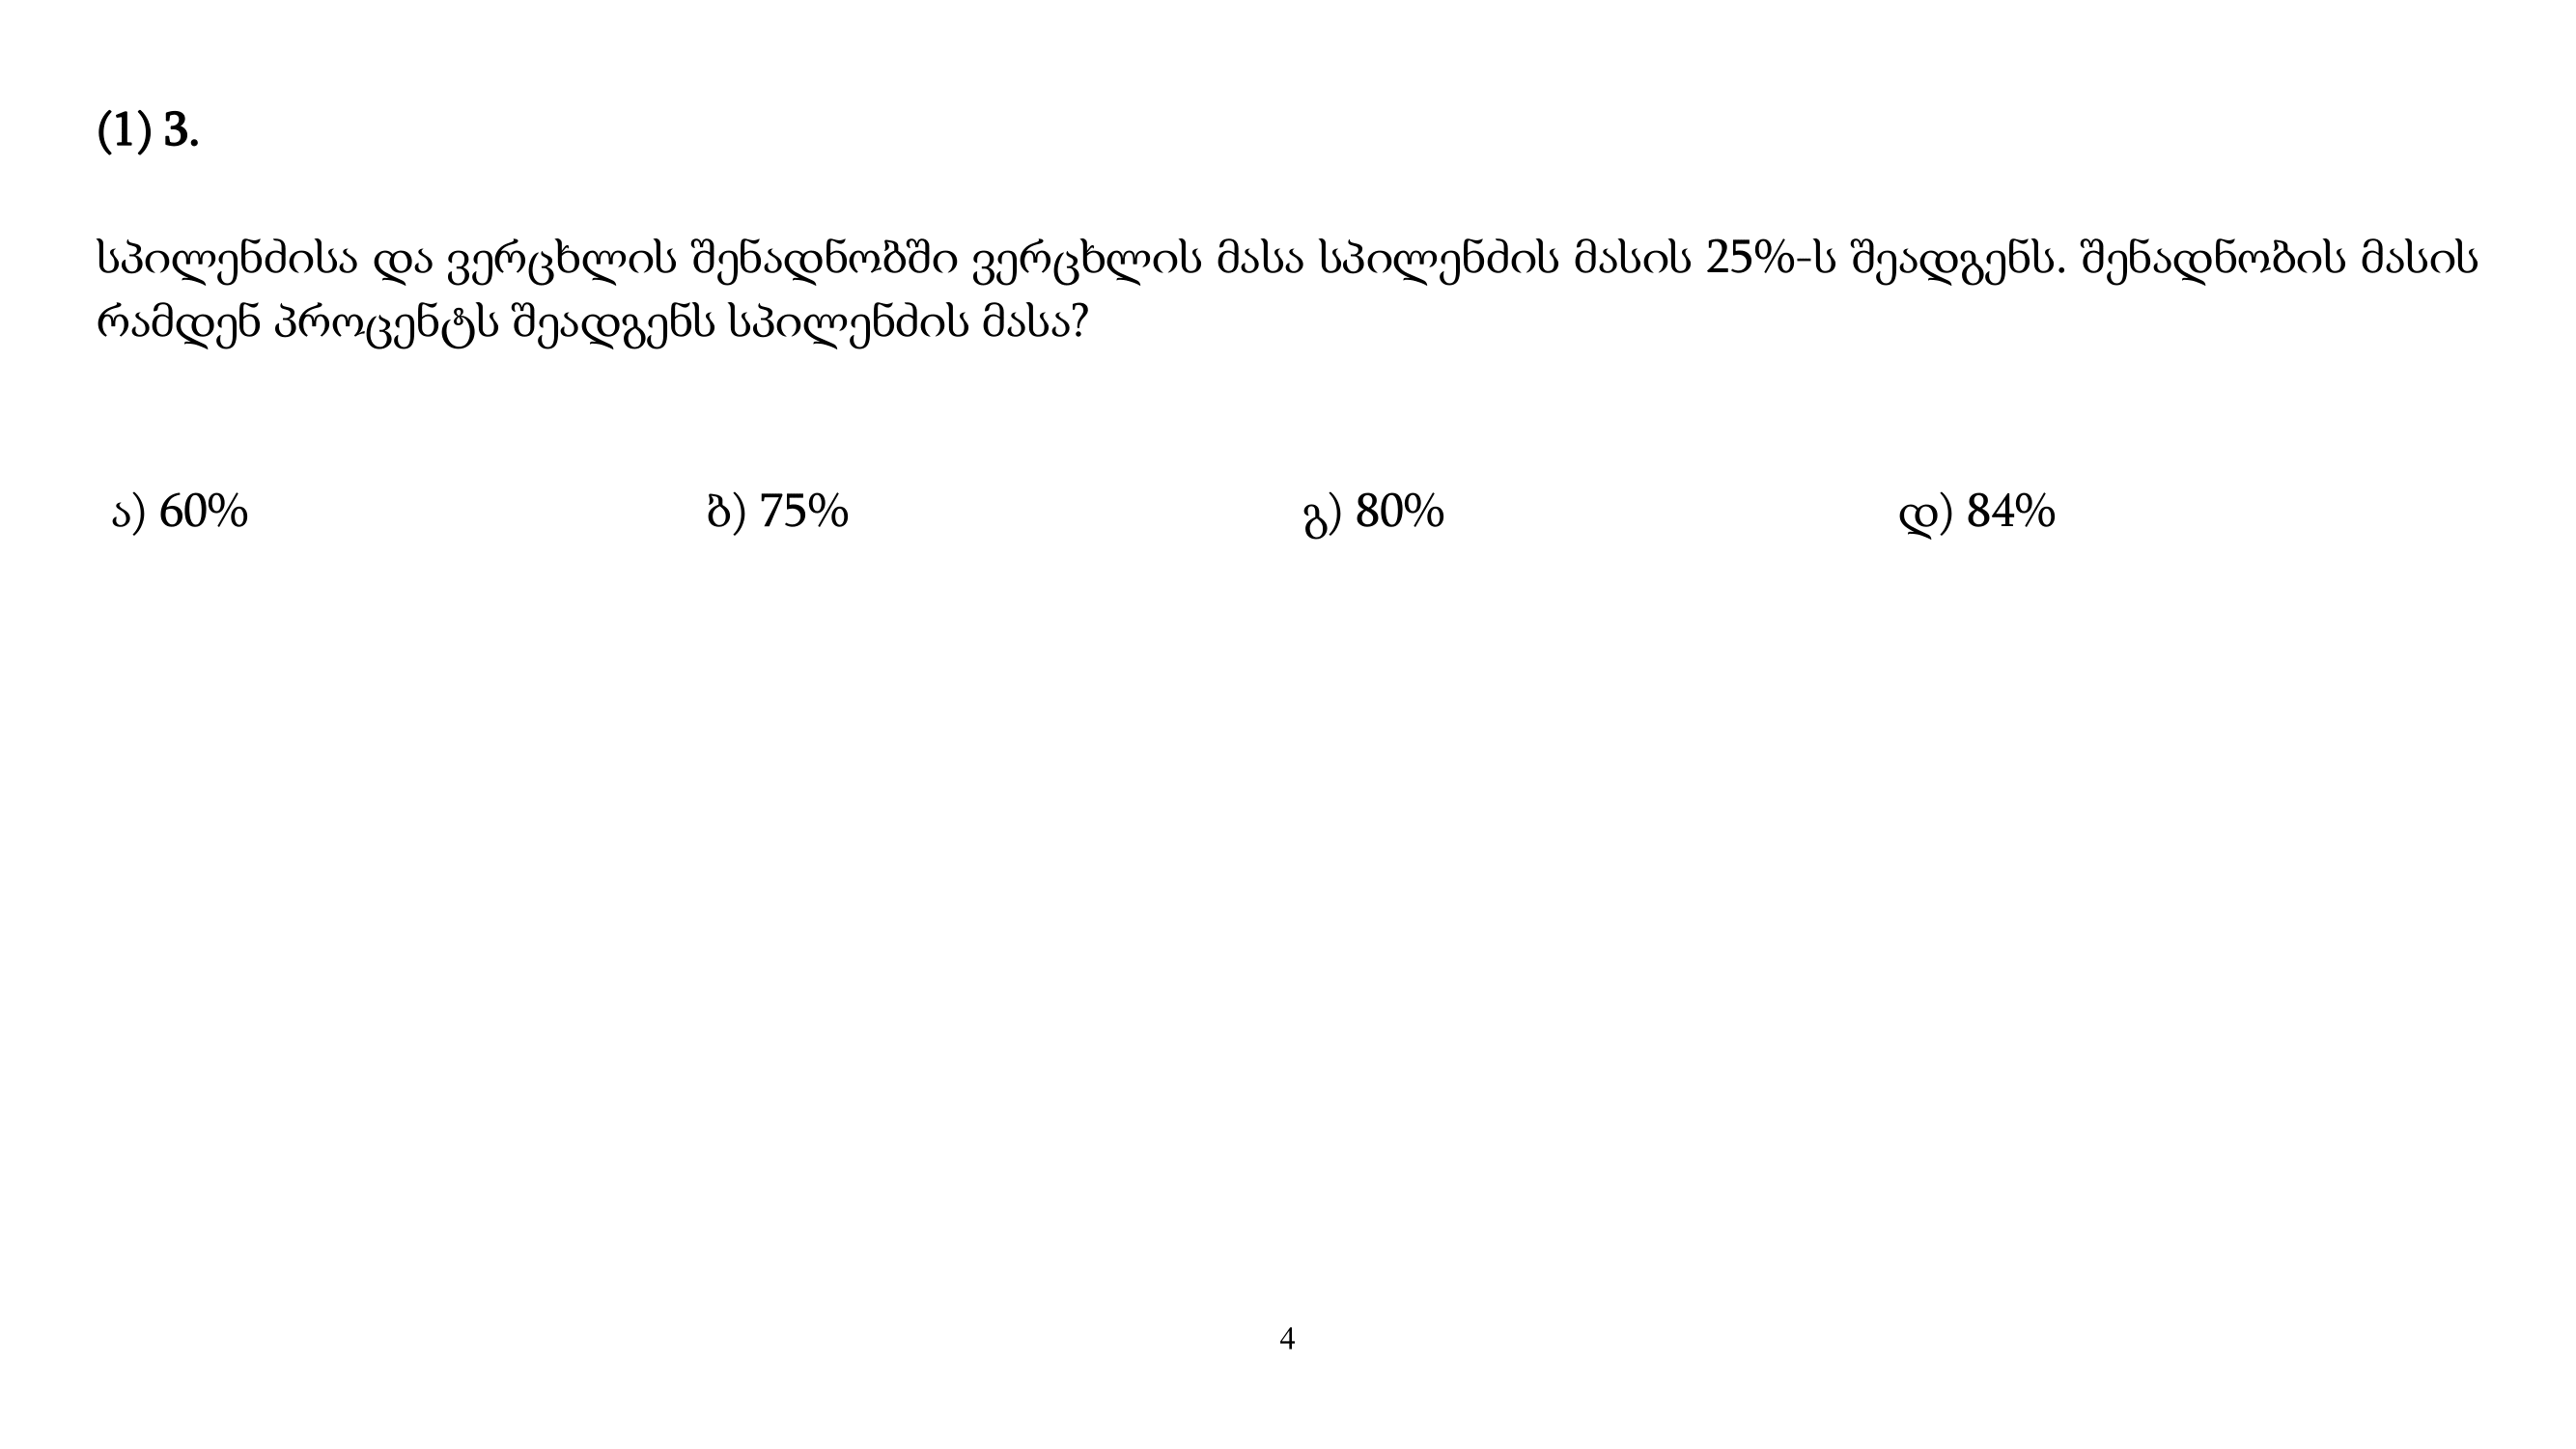 (1) 3.
სპილენძისა და ვერცხლის შენადნობში ვერცხლის მასა სპილენძის მასის 25%-ს შეადგენს. შენადნობის მასის
რამდენ პროცენტს შეადგენს სპილენძის მასა?
ა) 60% ბ) 75% გ) 80% დ) 84%
4